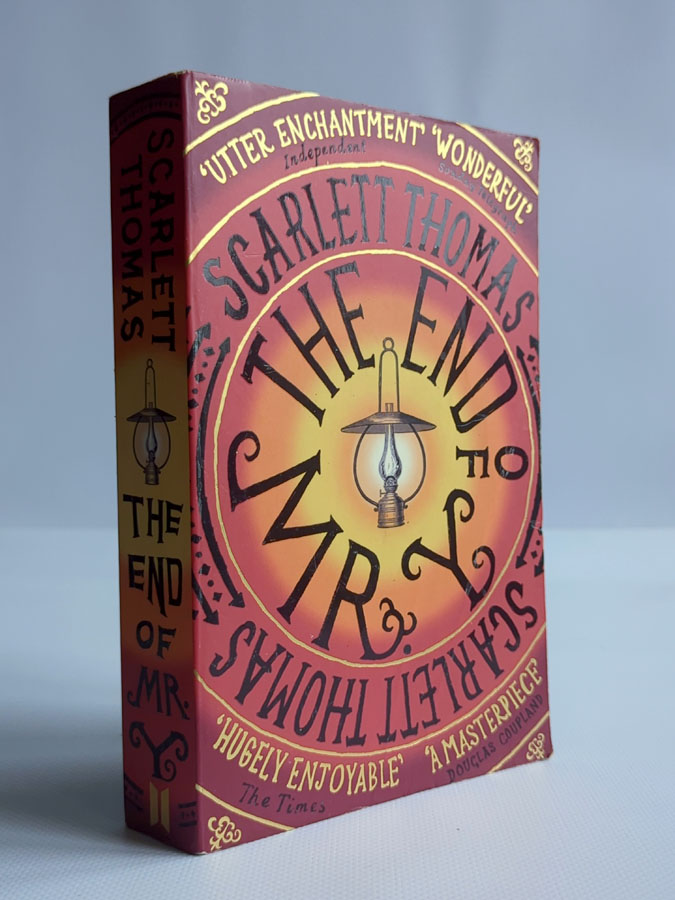 SCARLETT THOMAS
THE
END
OF
MR.
Y
'UTTER ENCHANTMENT'
Independent
'WONDERFUL'
SCARLETT THOMAS
THE END
OF
MR. Y
SCARLETT THOMAS
'HUGELY ENJOYABLE'
The Times
'A MASTERPIECE'
DOUGLAS COUPLAND